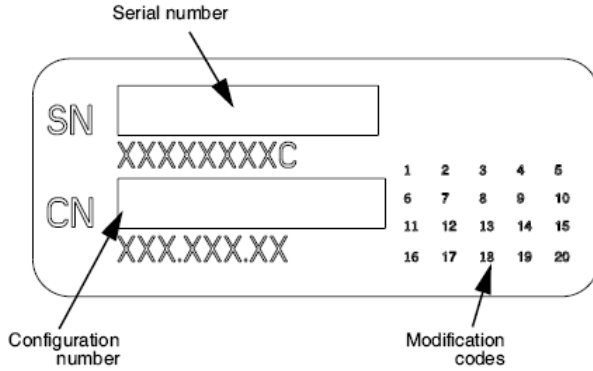 Serial number
SN
XXXXXXXXC
CN
XXX.XXX.XX
1 2 3 4 5
6 7 8 9 10
11 12 13 14 15
16 17 18 19 20
Configuration
number
Modification
codes